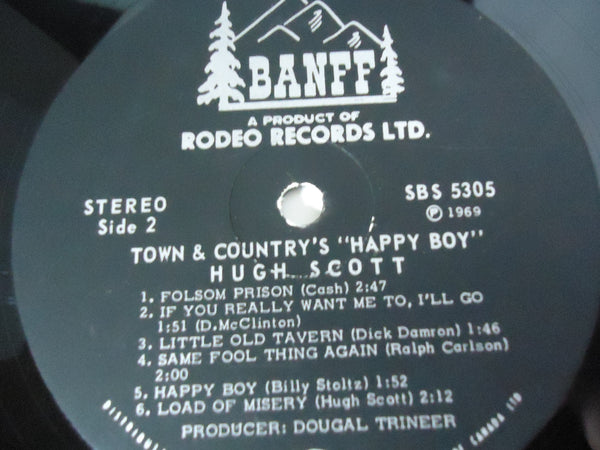 BANFF
A PRODUCT OF
RODEO RECORDS LTD.
STEREO
Side 2
SBS 5305
Ⓟ 1969
TOWN & COUNTRY'S "HAPPY BOY"
HUGH SCOTT
1. FOLSOM PRISON (Cash) 2:47
2. IF YOU REALLY WANT ME TO, I'LL GO
1:51 (D.McClinton)
3. LITTLE OLD TAVERN (Dick Damron) 1:46
4. SAME FOOL THING AGAIN (Ralph Carlson)
2:00
5. HAPPY BOY (Billy Stoltz) 1:52
6. LOAD OF MISERY (Hugh Scott) 2:12
PRODUCER: DOUGAL TRINEER
OF CANADA LTD